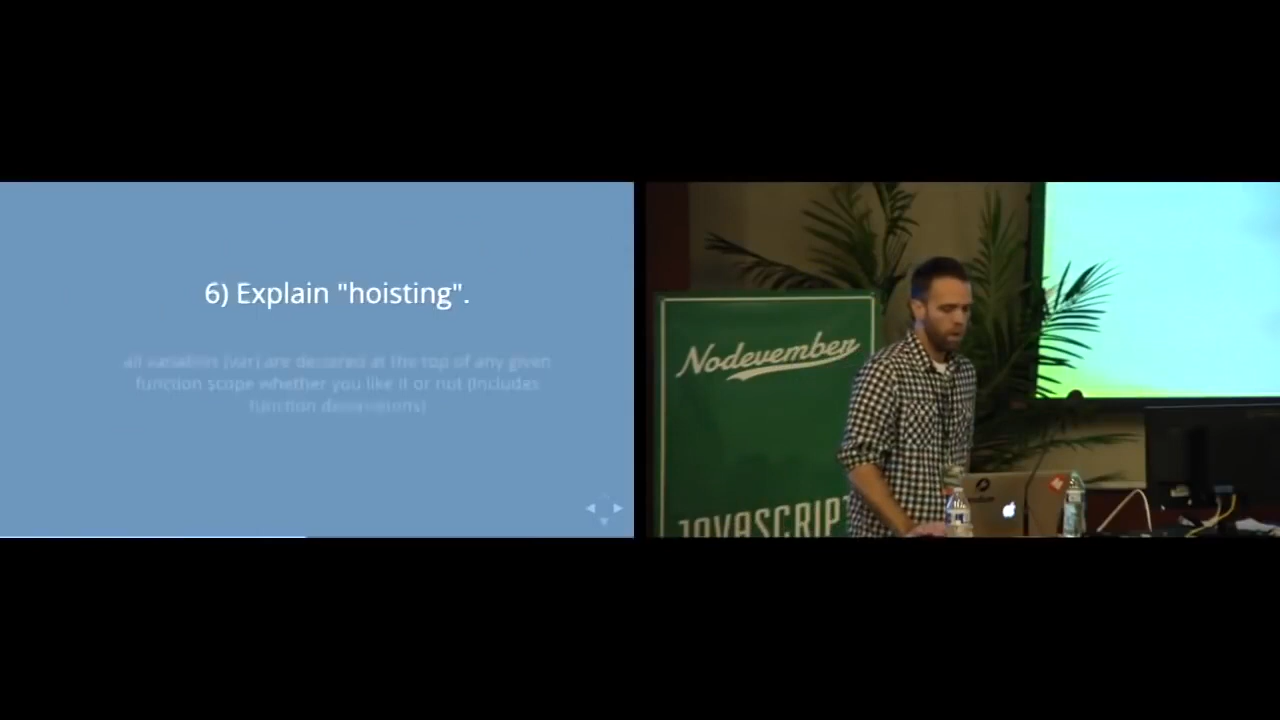 6) Explain "hoisting".
all variables (var) are declared at the top of any given
function scope whether you like it or not (includes
function declarations)
Nodevember
JAVASCRIPT